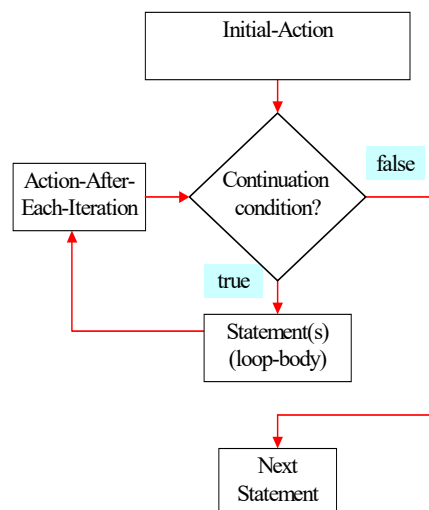 Initial-Action
false
Action-After-
Each-Iteration
Continuation
condition?
true
Statement(s)
(loop-body)
Next
Statement